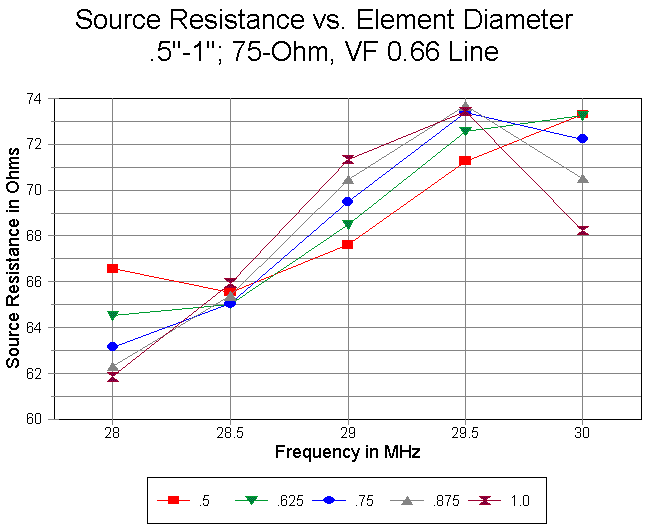 Source Resistance vs. Element Diameter
.5"-1"; 75-Ohm, VF 0.66 Line
Source Resistance in Ohms
74
72
70
68
66
64
62
60
28 28.5 29 29.5 30
Frequency in MHz
.5 .625 .75 .875 1.0